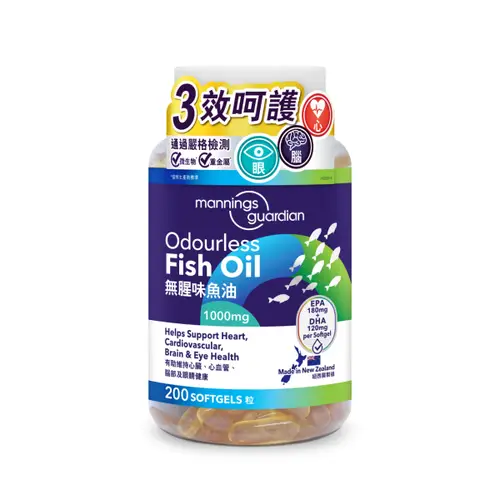 3效呵護
心
通過嚴格檢測
微生物 重金屬
眼
腦
mannings
guardian
Odourless
Fish Oil
無腥味魚油
1000mg
EPA
180mg
+
DHA
120mg
per Softgel
Helps Support Heart,
Cardiovascular,
Brain & Eye Health
有助維持心臟、心血管、
腦部及眼睛健康
Made in New Zealand
紐西蘭製造
200 SOFTGELS 粒